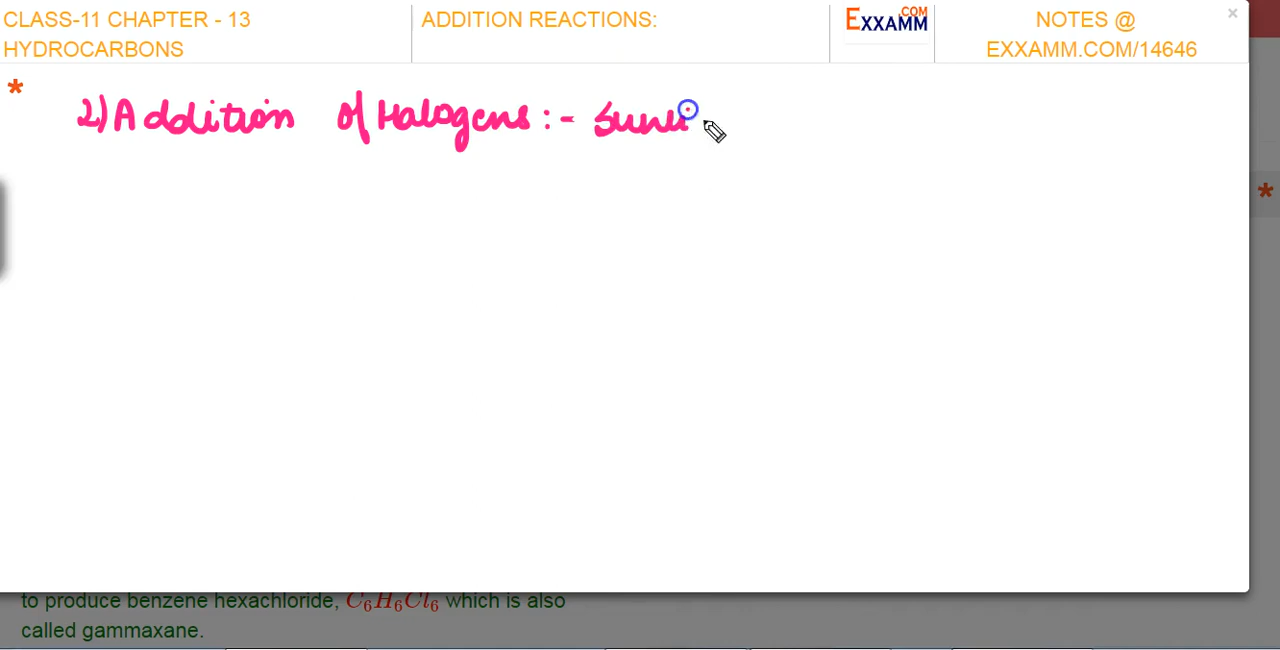 CLASS-11 CHAPTER - 13
HYDROCARBONS
ADDITION REACTIONS:
EXXAMM.COM
NOTES @
EXXAMM.COM/14646
×
*
2) Addition of Halogens :-
*
to produce benzene hexachloride, C₆H₆Cl₆ which is also
called gammaxane.